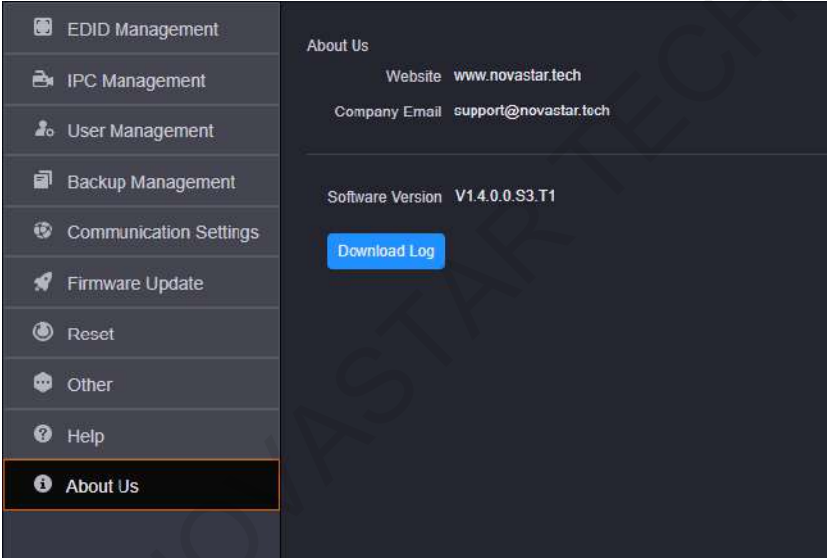 EDID Management
IPC Management
User Management
Backup Management
Communication Settings
Firmware Update
Reset
Other
Help
About Us
About Us
Website www.novastar.tech
Company Email support@novastar.tech
Software Version V1.4.0.0.S3.T1
Download Log
NOVASTAR TECH